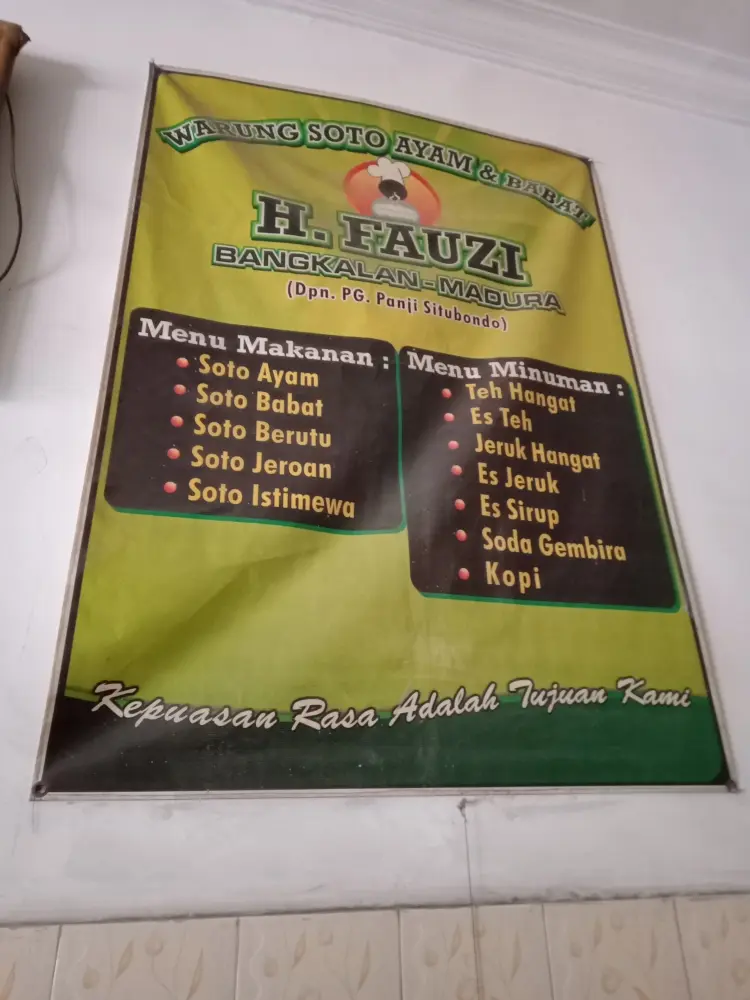 WARUNG SOTO AYAM & BABAT
H. FAUZI
BANGKALAN - MADURA
(Dpn. PG. Panji Situbondo)
Menu Makanan :
• Soto Ayam
• Soto Babat
• Soto Berutu
• Soto Jeroan
• Soto Istimewa
Menu Minuman :
• Teh Hangat
• Es Teh
• Jeruk Hangat
• Es Jeruk
• Es Sirup
• Soda Gembira
• Kopi
Kepuasan Rasa Adalah Tujuan Kami